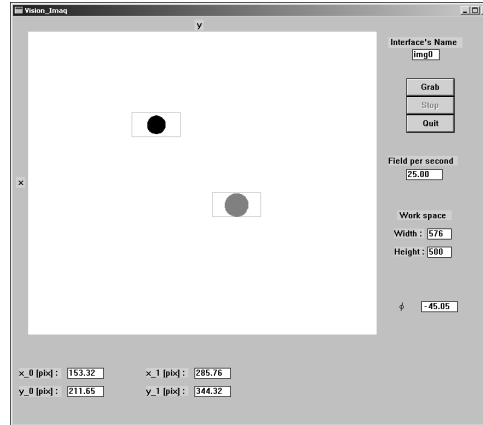 Vision_Imaq
y
Interface's Name
img0
Grab
Stop
Quit
Field per second
25.00
x
Work space
Width : 576
Height : 500
ϕ -45.05
x_0 [pix] : 153.32 x_1 [pix] : 285.76
y_0 [pix] : 211.65 y_1 [pix] : 344.32